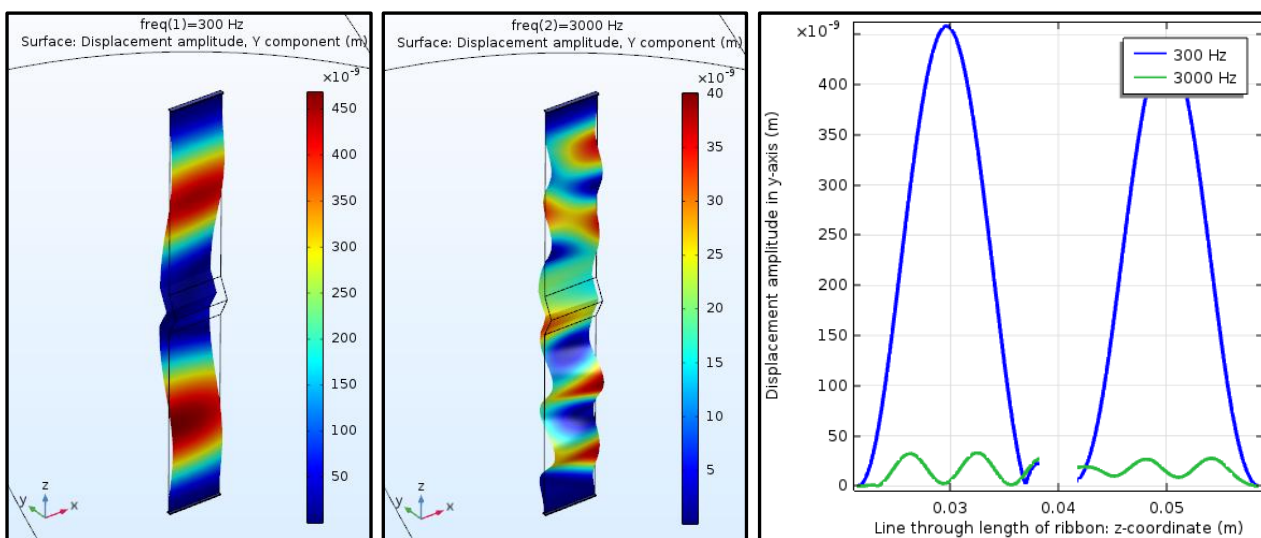 freq(1)=300 Hz
Surface: Displacement amplitude, Y component (m)
×10⁻⁹
450
400
350
300
250
200
150
100
50
z
y
x
freq(2)=3000 Hz
Surface: Displacement amplitude, Y component (m)
×10⁻⁹
40
35
30
25
20
15
10
5
z
y
x
×10⁻⁹
300 Hz
3000 Hz
Displacement amplitude in y-axis (m)
400
350
300
250
200
150
100
50
0
0.03
0.04
0.05
Line through length of ribbon: z-coordinate (m)